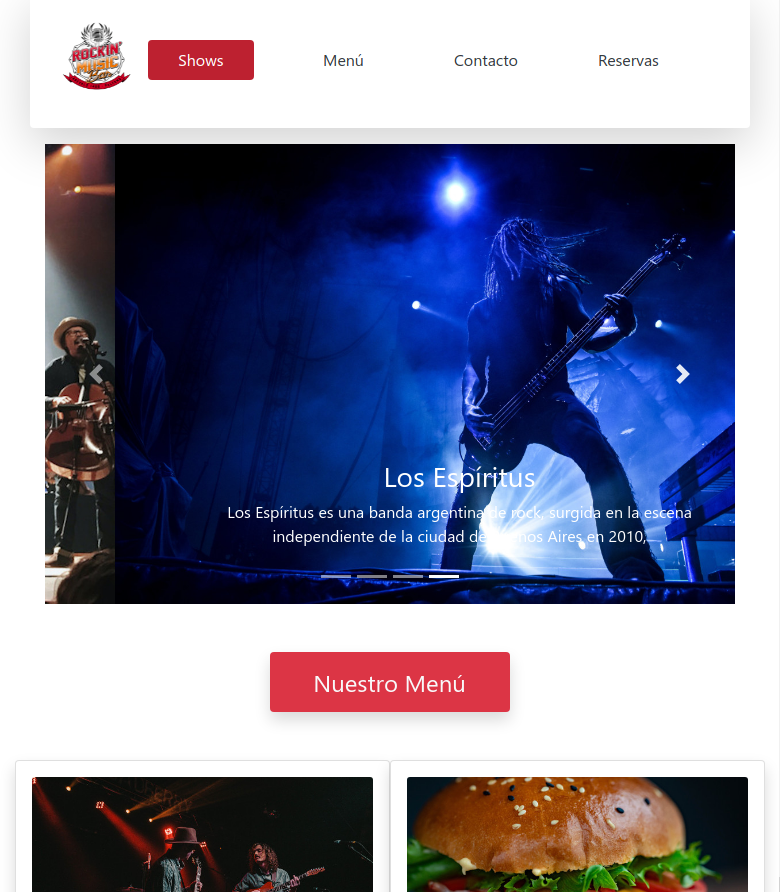 ROCKIN'
MUSIC
Bar
Shows
Menú
Contacto
Reservas
Los Espíritus
Los Espíritus es una banda argentina de rock, surgida en la escena
independiente de la ciudad de Buenos Aires en 2010,
Nuestro Menú